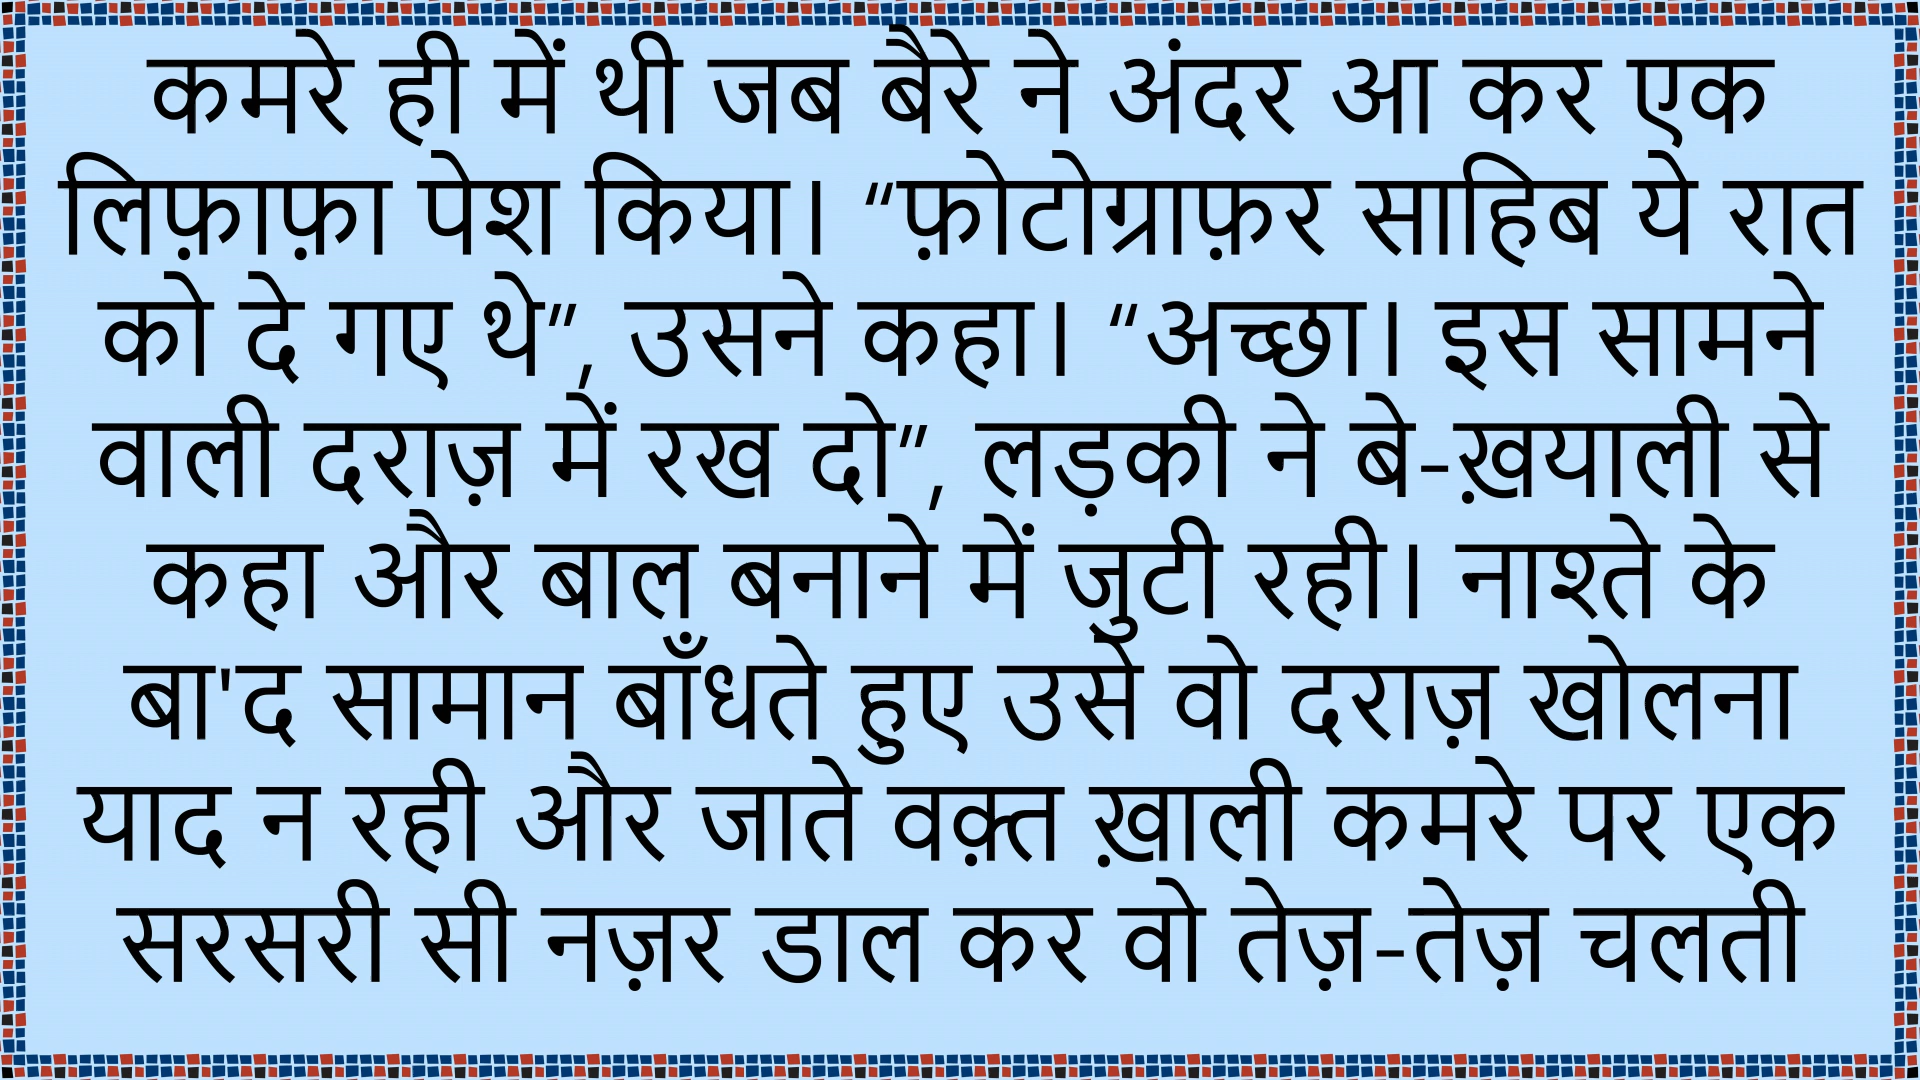 कमरे ही में थी जब बैरे ने अंदर आ कर एक
लिफ़ाफ़ा पेश किया। “फ़ोटोग्राफ़र साहिब ये रात
को दे गए थे”, उसने कहा। “अच्छा। इस सामने
वाली दराज़ में रख दो”, लड़की ने बे-ख़याली से
कहा और बाल बनाने में जुटी रही। नाश्ते के
बा'द सामान बाँधते हुए उसे वो दराज़ खोलना
याद न रही और जाते वक़्त ख़ाली कमरे पर एक
सरसरी सी नज़र डाल कर वो तेज़-तेज़ चलती